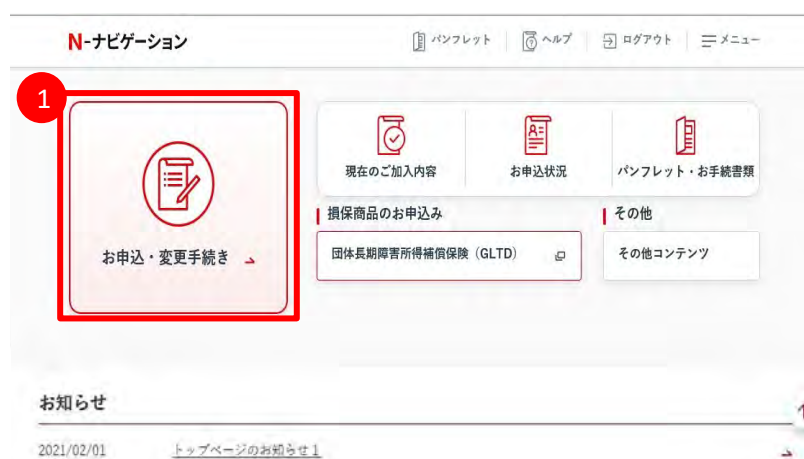 N-ナビゲーション
パンフレット
ヘルプ
ログアウト
メニュー
1
お申込・変更手続き
現在のご加入内容
お申込状況
パンフレット・お手続書類
損保商品のお申込み
その他
団体長期障害所得補償保険（GLTD）
その他コンテンツ
お知らせ
2021/02/01 トップページのお知らせ1